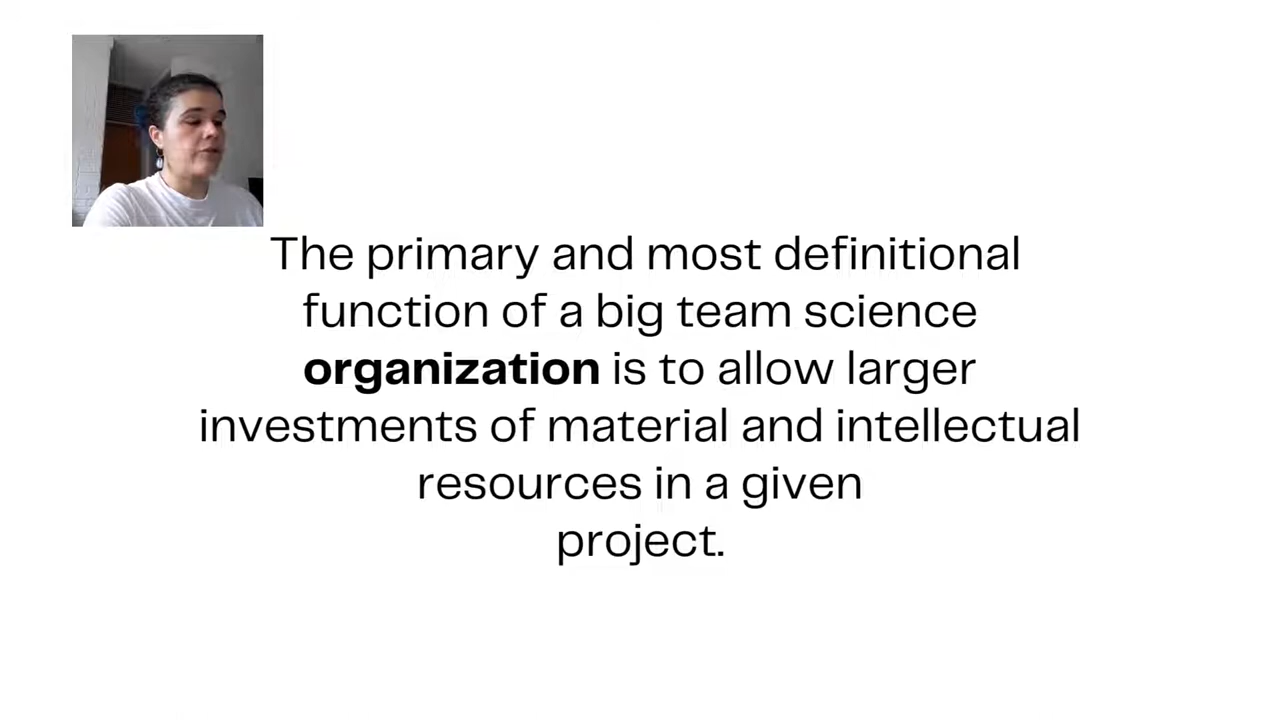 The primary and most definitional
function of a big team science
organization is to allow larger
investments of material and intellectual
resources in a given
project.